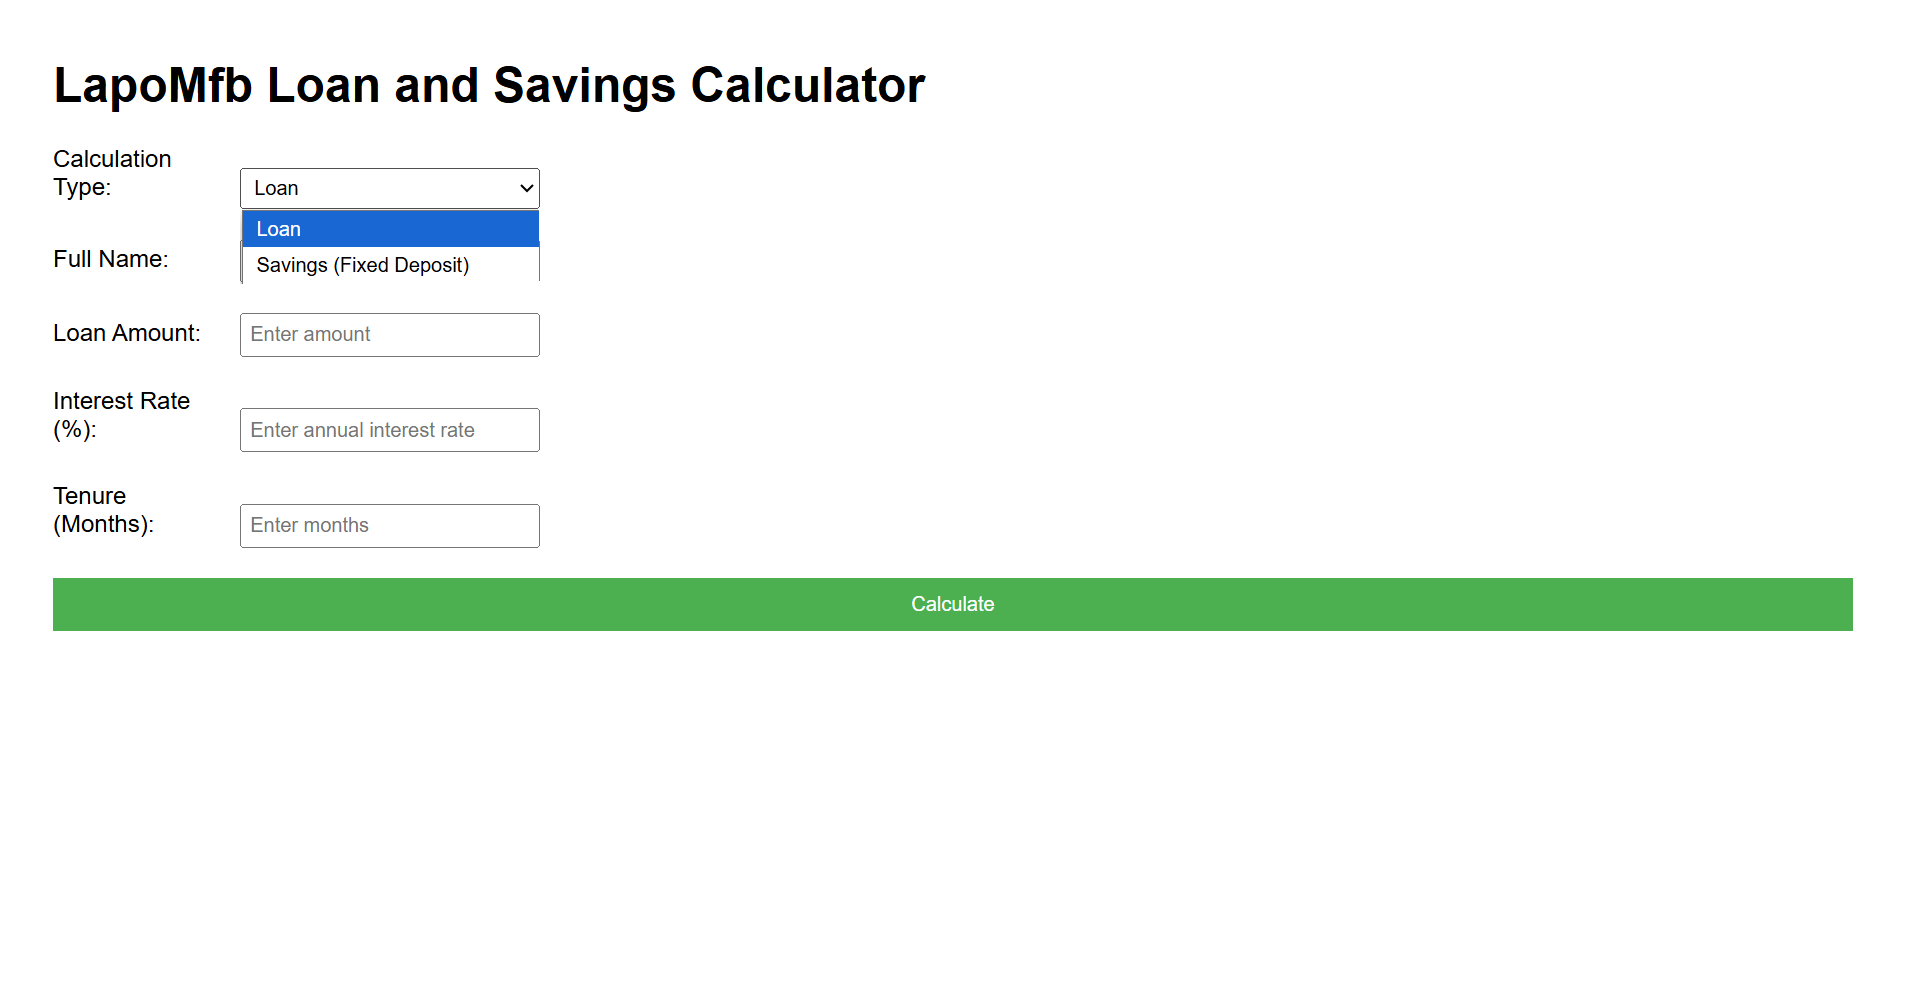 LapoMfb Loan and Savings Calculator
Calculation
Type:
Loan
Loan
Savings (Fixed Deposit)
Full Name:
Loan Amount:
Enter amount
Interest Rate
(%):
Enter annual interest rate
Tenure
(Months):
Enter months
Calculate